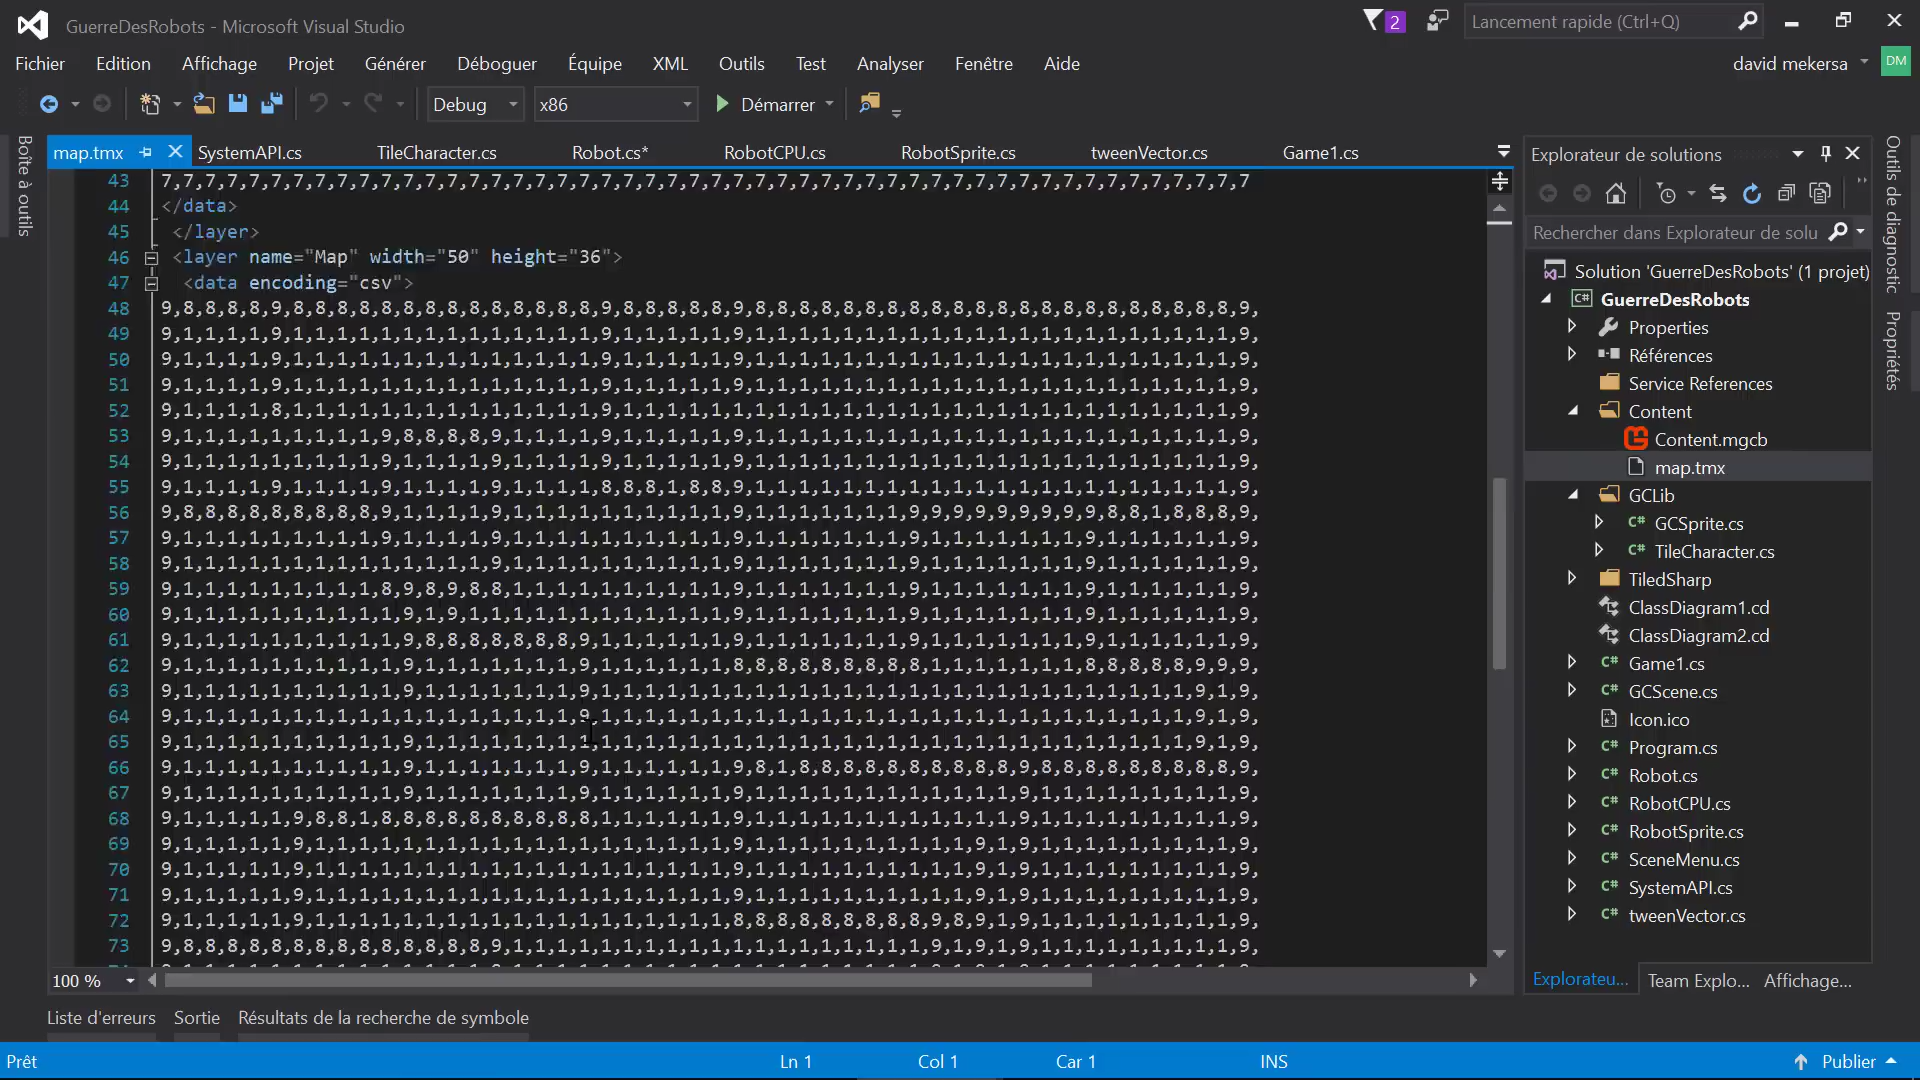 GuerreDesRobots - Microsoft Visual Studio
2
Lancement rapide (Ctrl+Q)
Fichier Edition Affichage Projet Générer Déboguer Équipe XML Outils Test Analyser Fenêtre Aide
david mekersa DM
Debug x86 Démarrer
Boîte à outils
map.tmx SystemAPI.cs TileCharacter.cs Robot.cs* RobotCPU.cs RobotSprite.cs tweenVector.cs Game1.cs
43 7,7,7,7,7,7,7,7,7,7,7,7,7,7,7,7,7,7,7,7,7,7,7,7,7,7,7,7,7,7,7,7,7,7,7,7,7,7,7,7,7,7,7,7,7,7,7,7,7,7
44 </data>
45 </layer>
46 <layer name="Map" width="50" height="36">
47 <data encoding="csv">
48 9,8,8,8,8,9,8,8,8,8,8,8,8,8,8,8,8,8,8,8,9,8,8,8,8,8,9,8,8,8,8,8,8,8,8,8,8,8,8,8,8,8,8,8,8,8,8,8,8,9,
49 9,1,1,1,1,9,1,1,1,1,1,1,1,1,1,1,1,1,1,1,9,1,1,1,1,1,9,1,1,1,1,1,1,1,1,1,1,1,1,1,1,1,1,1,1,1,1,1,1,9,
50 9,1,1,1,1,9,1,1,1,1,1,1,1,1,1,1,1,1,1,1,9,1,1,1,1,1,9,1,1,1,1,1,1,1,1,1,1,1,1,1,1,1,1,1,1,1,1,1,1,9,
51 9,1,1,1,1,9,1,1,1,1,1,1,1,1,1,1,1,1,1,1,9,1,1,1,1,1,9,1,1,1,1,1,1,1,1,1,1,1,1,1,1,1,1,1,1,1,1,1,1,9,
52 9,1,1,1,1,8,1,1,1,1,1,1,1,1,1,1,1,1,1,1,9,1,1,1,1,1,1,1,1,1,1,1,1,1,1,1,1,1,1,1,1,1,1,1,1,1,1,1,1,9,
53 9,1,1,1,1,1,1,1,1,1,9,8,8,8,8,9,1,1,1,1,9,1,1,1,1,1,9,1,1,1,1,1,1,1,1,1,1,1,1,1,1,1,1,1,1,1,1,1,1,9,
54 9,1,1,1,1,1,1,1,1,1,9,1,1,1,1,9,1,1,1,1,9,1,1,1,1,1,9,1,1,1,1,1,1,1,1,1,1,1,1,1,1,1,1,1,1,1,1,1,1,9,
55 9,1,1,1,1,9,1,1,1,1,9,1,1,1,1,9,1,1,1,1,8,8,8,1,8,8,9,1,1,1,1,1,1,1,1,1,1,1,1,1,1,1,1,1,1,1,1,1,1,9,
56 9,8,8,8,8,8,8,8,8,8,9,1,1,1,1,9,1,1,1,1,1,1,1,1,1,1,9,1,1,1,1,1,1,1,9,9,9,9,9,9,9,9,9,8,8,1,8,8,8,9,
57 9,1,1,1,1,1,1,1,1,1,9,1,1,1,1,9,1,1,1,1,1,1,1,1,1,1,9,1,1,1,1,1,1,1,9,1,1,1,1,1,1,1,9,1,1,1,1,1,1,9,
58 9,1,1,1,1,1,1,1,1,1,1,1,1,1,1,9,1,1,1,1,1,1,1,1,1,1,9,1,1,1,1,1,1,1,1,1,1,1,1,1,1,1,9,1,1,1,1,1,1,9,
59 9,1,1,1,1,1,1,1,1,1,8,9,8,9,8,8,1,1,1,1,1,1,1,1,1,1,9,1,1,1,1,1,1,1,9,1,1,1,1,1,1,1,9,1,1,1,1,1,1,9,
60 9,1,1,1,1,1,1,1,1,1,1,9,1,9,1,1,1,1,1,1,1,1,1,1,1,1,9,1,1,1,1,1,1,1,9,1,1,1,1,1,1,1,9,1,1,1,1,1,1,9,
61 9,1,1,1,1,1,1,1,1,1,1,9,8,8,8,8,8,8,8,9,1,1,1,1,1,1,9,1,1,1,1,1,1,1,9,1,1,1,1,1,1,1,9,1,1,1,1,1,1,9,
62 9,1,1,1,1,1,1,1,1,1,1,9,1,1,1,1,1,1,1,9,1,1,1,1,1,1,8,8,8,8,8,8,8,8,8,1,1,1,1,1,1,1,8,8,8,8,8,9,9,9,
63 9,1,1,1,1,1,1,1,1,1,1,9,1,1,1,1,1,1,1,9,1,1,1,1,1,1,1,1,1,1,1,1,1,1,1,1,1,1,1,1,1,1,1,1,1,1,1,9,1,9,
64 9,1,1,1,1,1,1,1,1,1,1,1,1,1,1,1,1,1,1,9,1,1,1,1,1,1,1,1,1,1,1,1,1,1,1,1,1,1,1,1,1,1,1,1,1,1,1,9,1,9,
65 9,1,1,1,1,1,1,1,1,1,1,9,1,1,1,1,1,1,1,9,1,1,1,1,1,1,1,1,1,1,1,1,1,1,1,1,1,1,1,1,1,1,1,1,1,1,1,9,1,9,
66 9,1,1,1,1,1,1,1,1,1,1,9,1,1,1,1,1,1,1,9,1,1,1,1,1,1,9,8,1,8,8,8,8,8,8,8,8,8,8,9,8,8,8,8,8,8,8,8,8,9,
67 9,1,1,1,1,1,1,1,1,1,1,9,1,1,1,1,1,1,1,9,1,1,1,1,1,1,9,1,1,1,1,1,1,1,1,1,1,1,1,9,1,1,1,1,1,1,1,1,1,9,
68 9,1,1,1,1,1,9,8,8,1,8,8,8,8,8,8,8,8,8,8,1,1,1,1,1,1,9,1,1,1,1,1,1,1,1,1,1,1,1,9,1,1,1,1,1,1,1,1,1,9,
69 9,1,1,1,1,1,9,1,1,1,1,1,1,1,1,1,1,1,1,1,1,1,1,1,1,1,9,1,1,1,1,1,1,1,1,1,1,9,1,9,1,1,1,1,1,1,1,1,1,9,
70 9,1,1,1,1,1,9,1,1,1,1,1,1,1,1,1,1,1,1,1,1,1,1,1,1,1,9,1,1,1,1,1,1,1,1,1,1,9,1,9,1,1,1,1,1,1,1,1,1,9,
71 9,1,1,1,1,1,1,1,1,1,1,1,1,1,1,1,1,1,1,1,1,1,1,1,1,1,9,1,1,1,1,1,1,1,1,1,1,9,1,9,1,1,1,1,1,1,1,1,1,9,
72 9,1,1,1,1,1,9,1,1,1,1,1,1,1,1,1,1,1,1,1,1,1,1,1,1,1,8,8,8,8,8,8,8,8,8,9,8,9,1,9,1,1,1,1,1,1,1,1,1,9,
73 9,8,8,8,8,8,8,8,8,8,8,8,8,8,8,9,1,1,1,1,1,1,1,1,1,1,1,1,1,1,1,1,1,1,1,9,1,9,1,9,1,1,1,1,1,1,1,1,1,9,
100 %
Explorateur de solutions
Rechercher dans Explorateur de solu
Solution 'GuerreDesRobots' (1 projet)
GuerreDesRobots
Properties
Références
Service References
Content
Content.mgcb
map.tmx
GCLib
GCSprite.cs
TileCharacter.cs
TiledSharp
ClassDiagram1.cd
ClassDiagram2.cd
Game1.cs
GCScene.cs
Icon.ico
Program.cs
Robot.cs
RobotCPU.cs
RobotSprite.cs
SceneMenu.cs
SystemAPI.cs
tweenVector.cs
Explorateu... Team Explo... Affichage...
Outils de diagnostic
Propriétés
Liste d'erreurs Sortie Résultats de la recherche de symbole
Prêt Ln 1 Col 1 Car 1 INS Publier